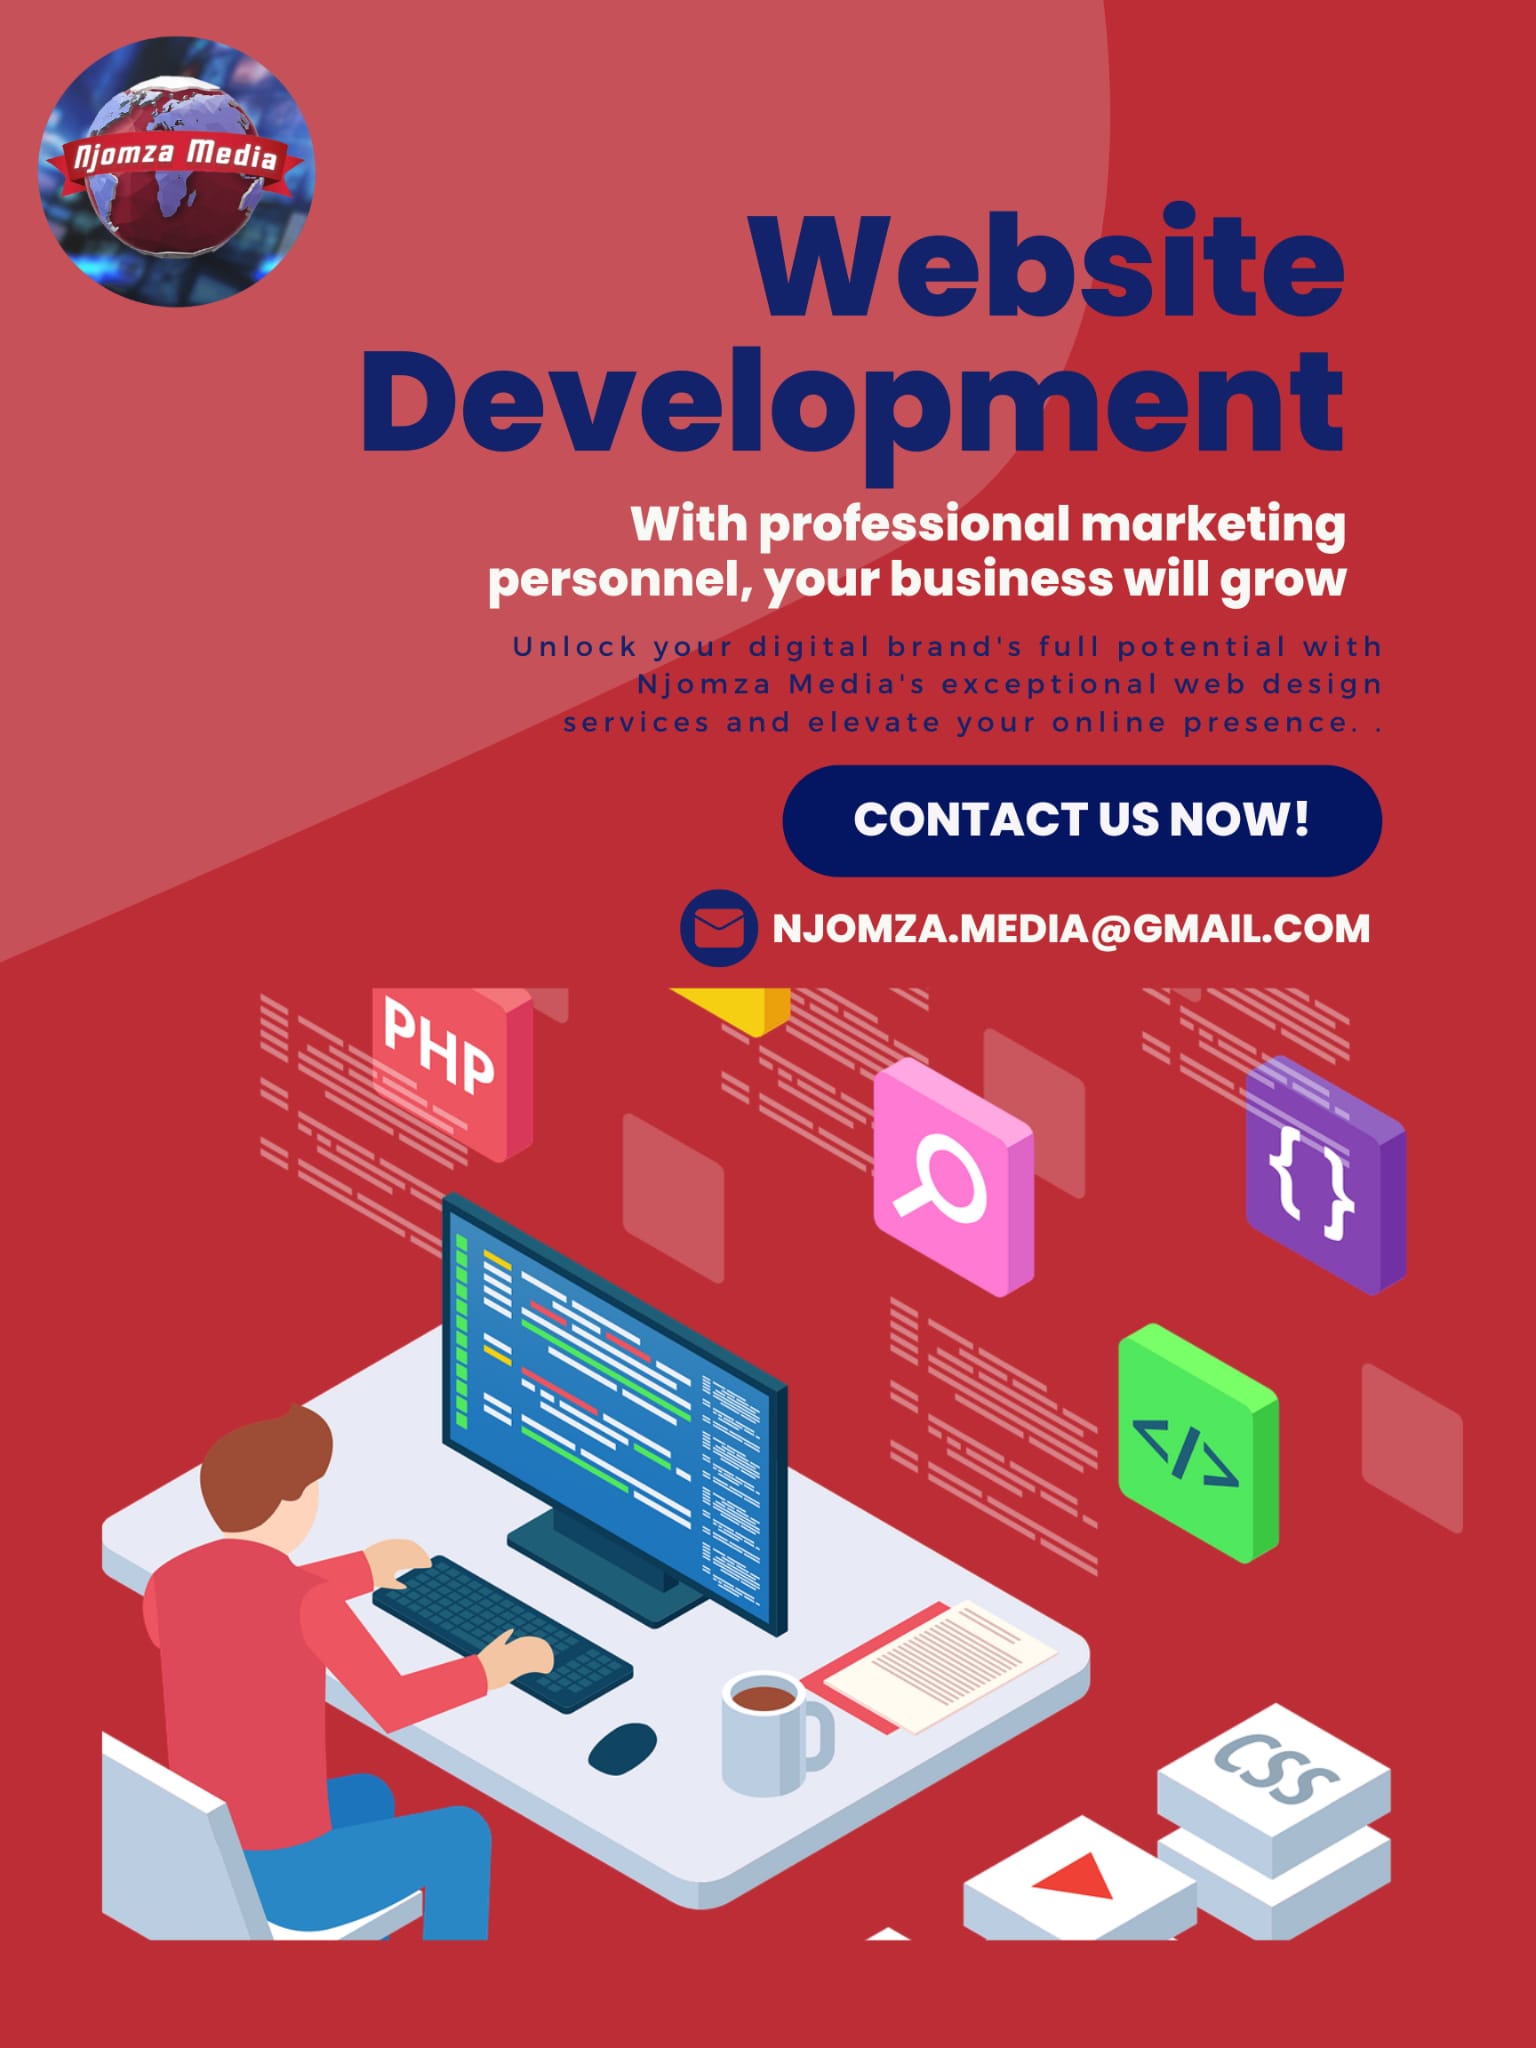 Njomza Media
Website
Development
With professional marketing
personnel, your business will grow
Unlock your digital brand's full potential with
Njomza Media's exceptional web design
services and elevate your online presence. .
CONTACT US NOW!
NJOMZA.MEDIA@GMAIL.COM
PHP
{}
</>
CSS